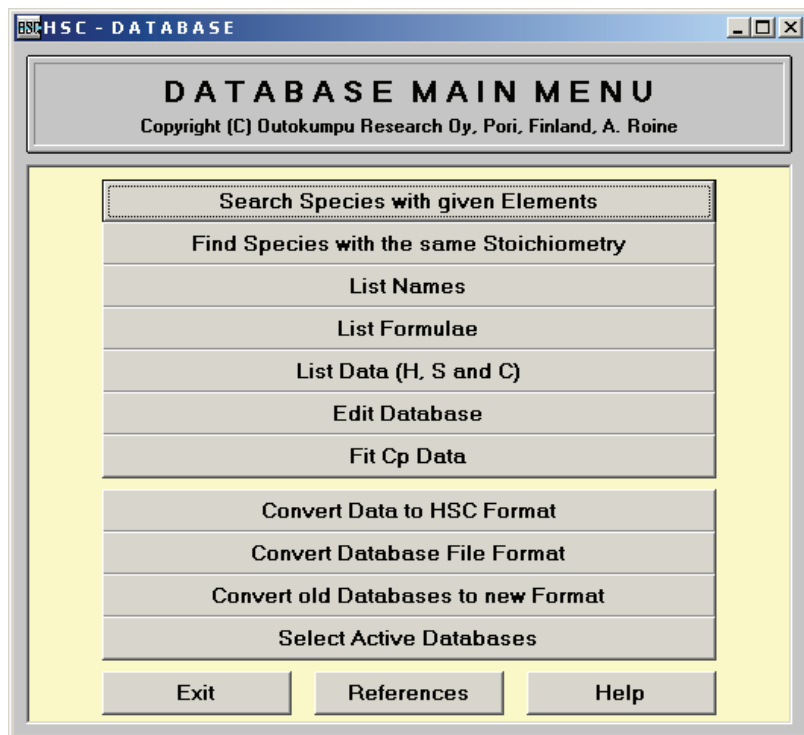 HSC HSC - DATABASE
DATABASE MAIN MENU
Copyright (C) Outokumpu Research Oy, Pori, Finland, A. Roine
Search Species with given Elements
Find Species with the same Stoichiometry
List Names
List Formulae
List Data (H, S and C)
Edit Database
Fit Cp Data
Convert Data to HSC Format
Convert Database File Format
Convert old Databases to new Format
Select Active Databases
Exit References Help